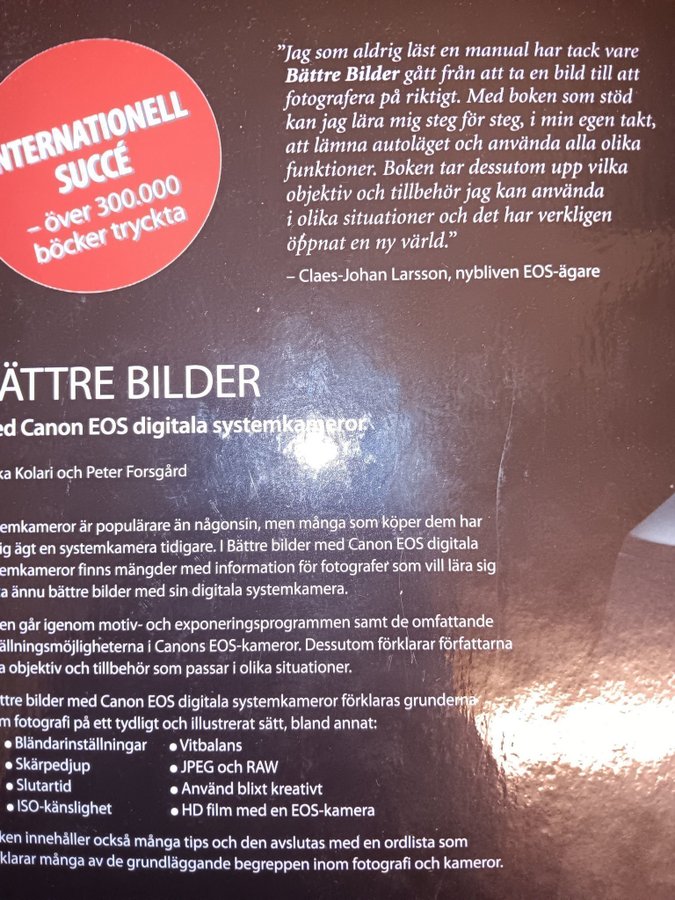 INTERNATIONELL
SUCCÉ
– över 300.000
böcker tryckta
”Jag som aldrig läst en manual har tack vare
Bättre Bilder gått från att ta en bild till att
fotografera på riktigt. Med boken som stöd
kan jag lära mig steg för steg, i min egen takt,
att lämna autoläget och använda alla olika
funktioner. Boken tar dessutom upp vilka
objektiv och tillbehör jag kan använda
i olika situationer och det har verkligen
öppnat en ny värld.”
– Claes-Johan Larsson, nybliven EOS-ägare
ÄTTRE BILDER
ed Canon EOS digitala systemkameror
ka Kolari och Peter Forsgård
emkameror är populärare än någonsin, men många som köper dem har
ig ägt en systemkamera tidigare. I Bättre bilder med Canon EOS digitala
emkameror finns mängder med information för fotografer som vill lära sig
a ännu bättre bilder med sin digitala systemkamera.
en går igenom motiv- och exponeringsprogrammen samt de omfattande
ällningsmöjligheterna i Canons EOS-kameror. Dessutom förklarar författarna
a objektiv och tillbehör som passar i olika situationer.
ttre bilder med Canon EOS digitala systemkameror förklaras grunderna
m fotografi på ett tydligt och illustrerat sätt, bland annat:
• Bländarinställningar • Vitbalans
• Skärpedjup • JPEG och RAW
• Slutartid • Använd blixt kreativt
• ISO-känslighet • HD film med en EOS-kamera
ken innehåller också många tips och den avslutas med en ordlista som
klarar många av de grundläggande begreppen inom fotografi och kameror.